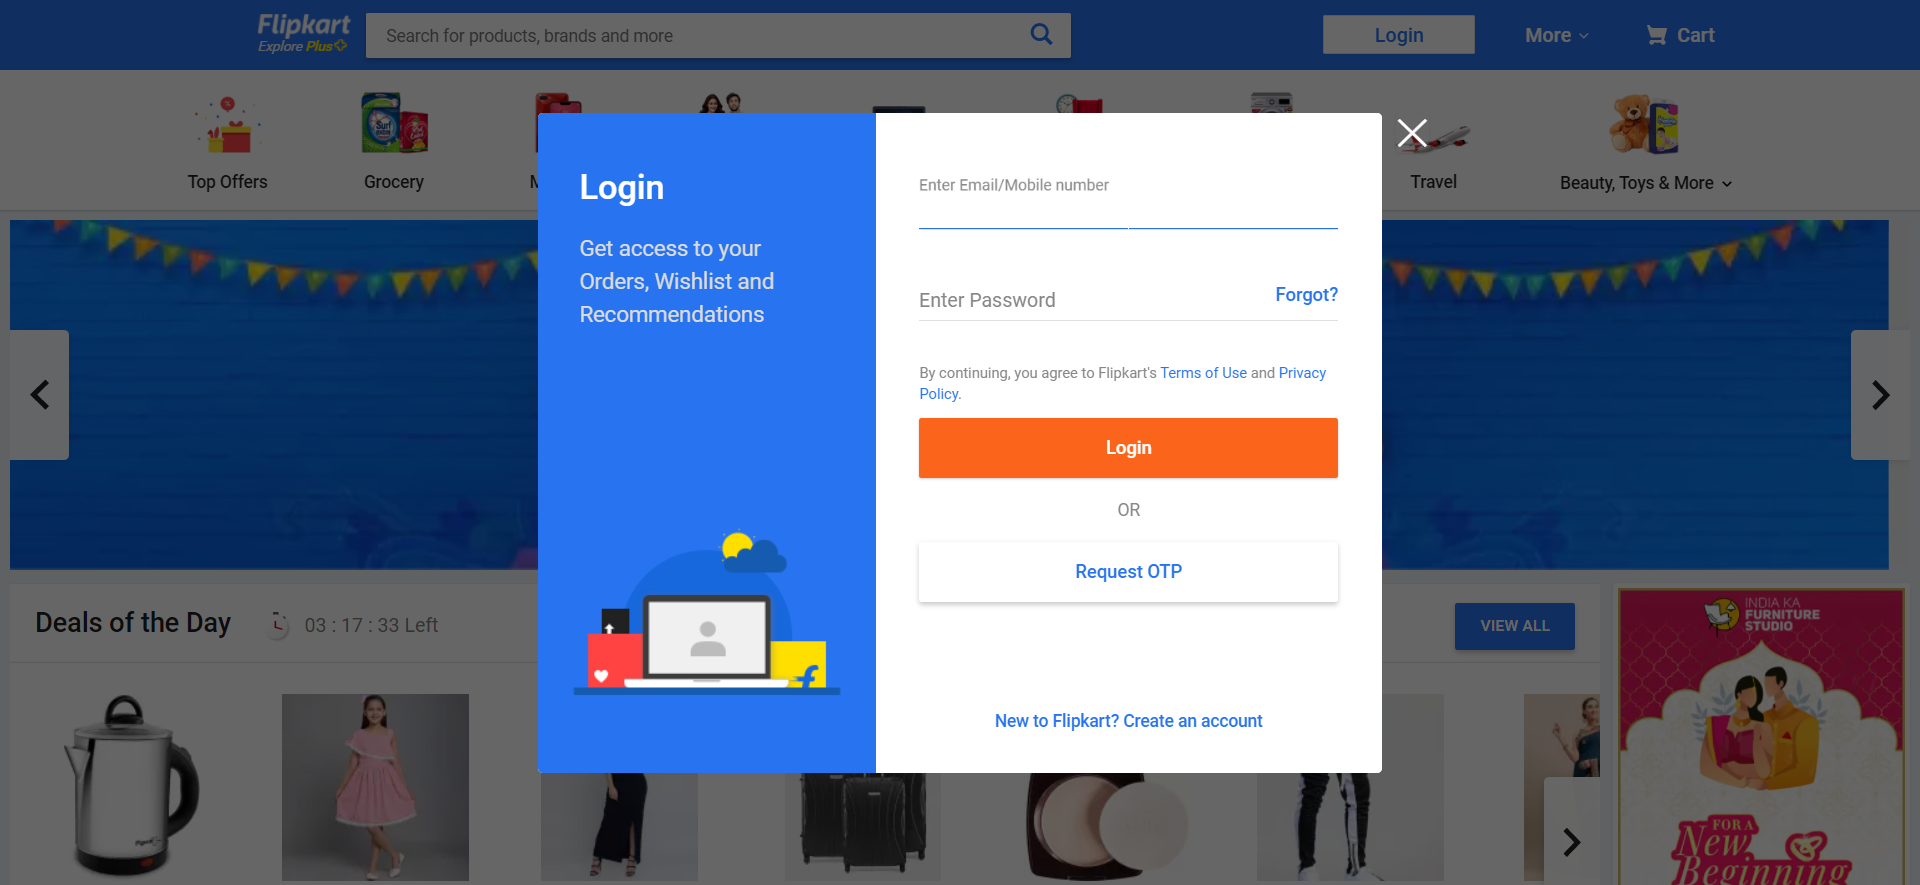 Flipkart
Explore Plus
Search for products, brands and more
Login
More
Cart
Top Offers
Grocery
M
Travel
Beauty, Toys & More
Login
Get access to your
Orders, Wishlist and
Recommendations
Enter Email/Mobile number
Enter Password
Forgot?
By continuing, you agree to Flipkart's Terms of Use and Privacy
Policy.
Login
OR
Request OTP
New to Flipkart? Create an account
Deals of the Day
03 : 17 : 33 Left
VIEW ALL
INDIA KA
FURNITURE
STUDIO
FOR A
New
Beginning
Surf